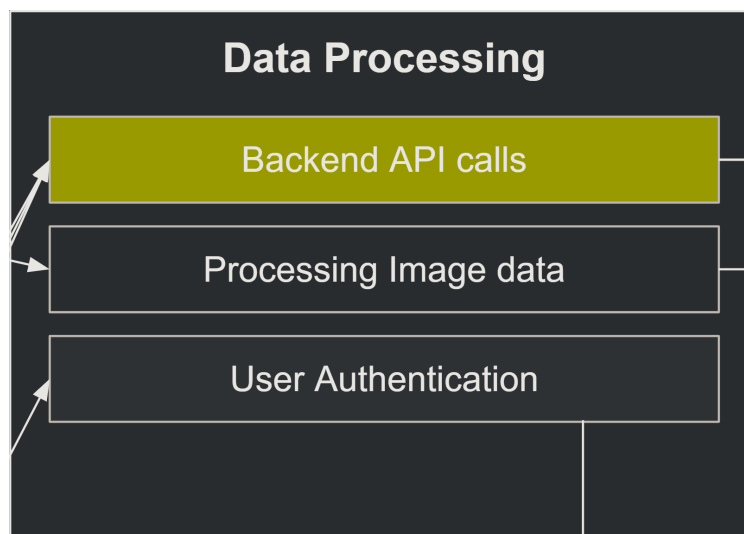 Data Processing
Backend API calls
Processing Image data
User Authentication